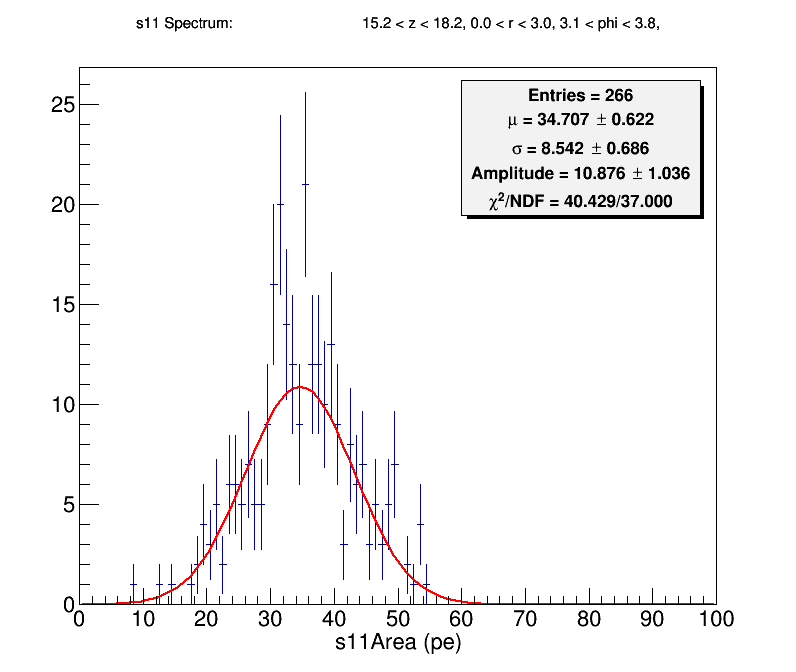 s11 Spectrum: 15.2 < z < 18.2, 0.0 < r < 3.0, 3.1 < phi < 3.8,
Entries = 266
μ = 34.707 ± 0.622
σ = 8.542 ± 0.686
Amplitude = 10.876 ± 1.036
χ²/NDF = 40.429/37.000
25
20
15
10
5
0
0 10 20 30 40 50 60 70 80 90 100
s11Area (pe)